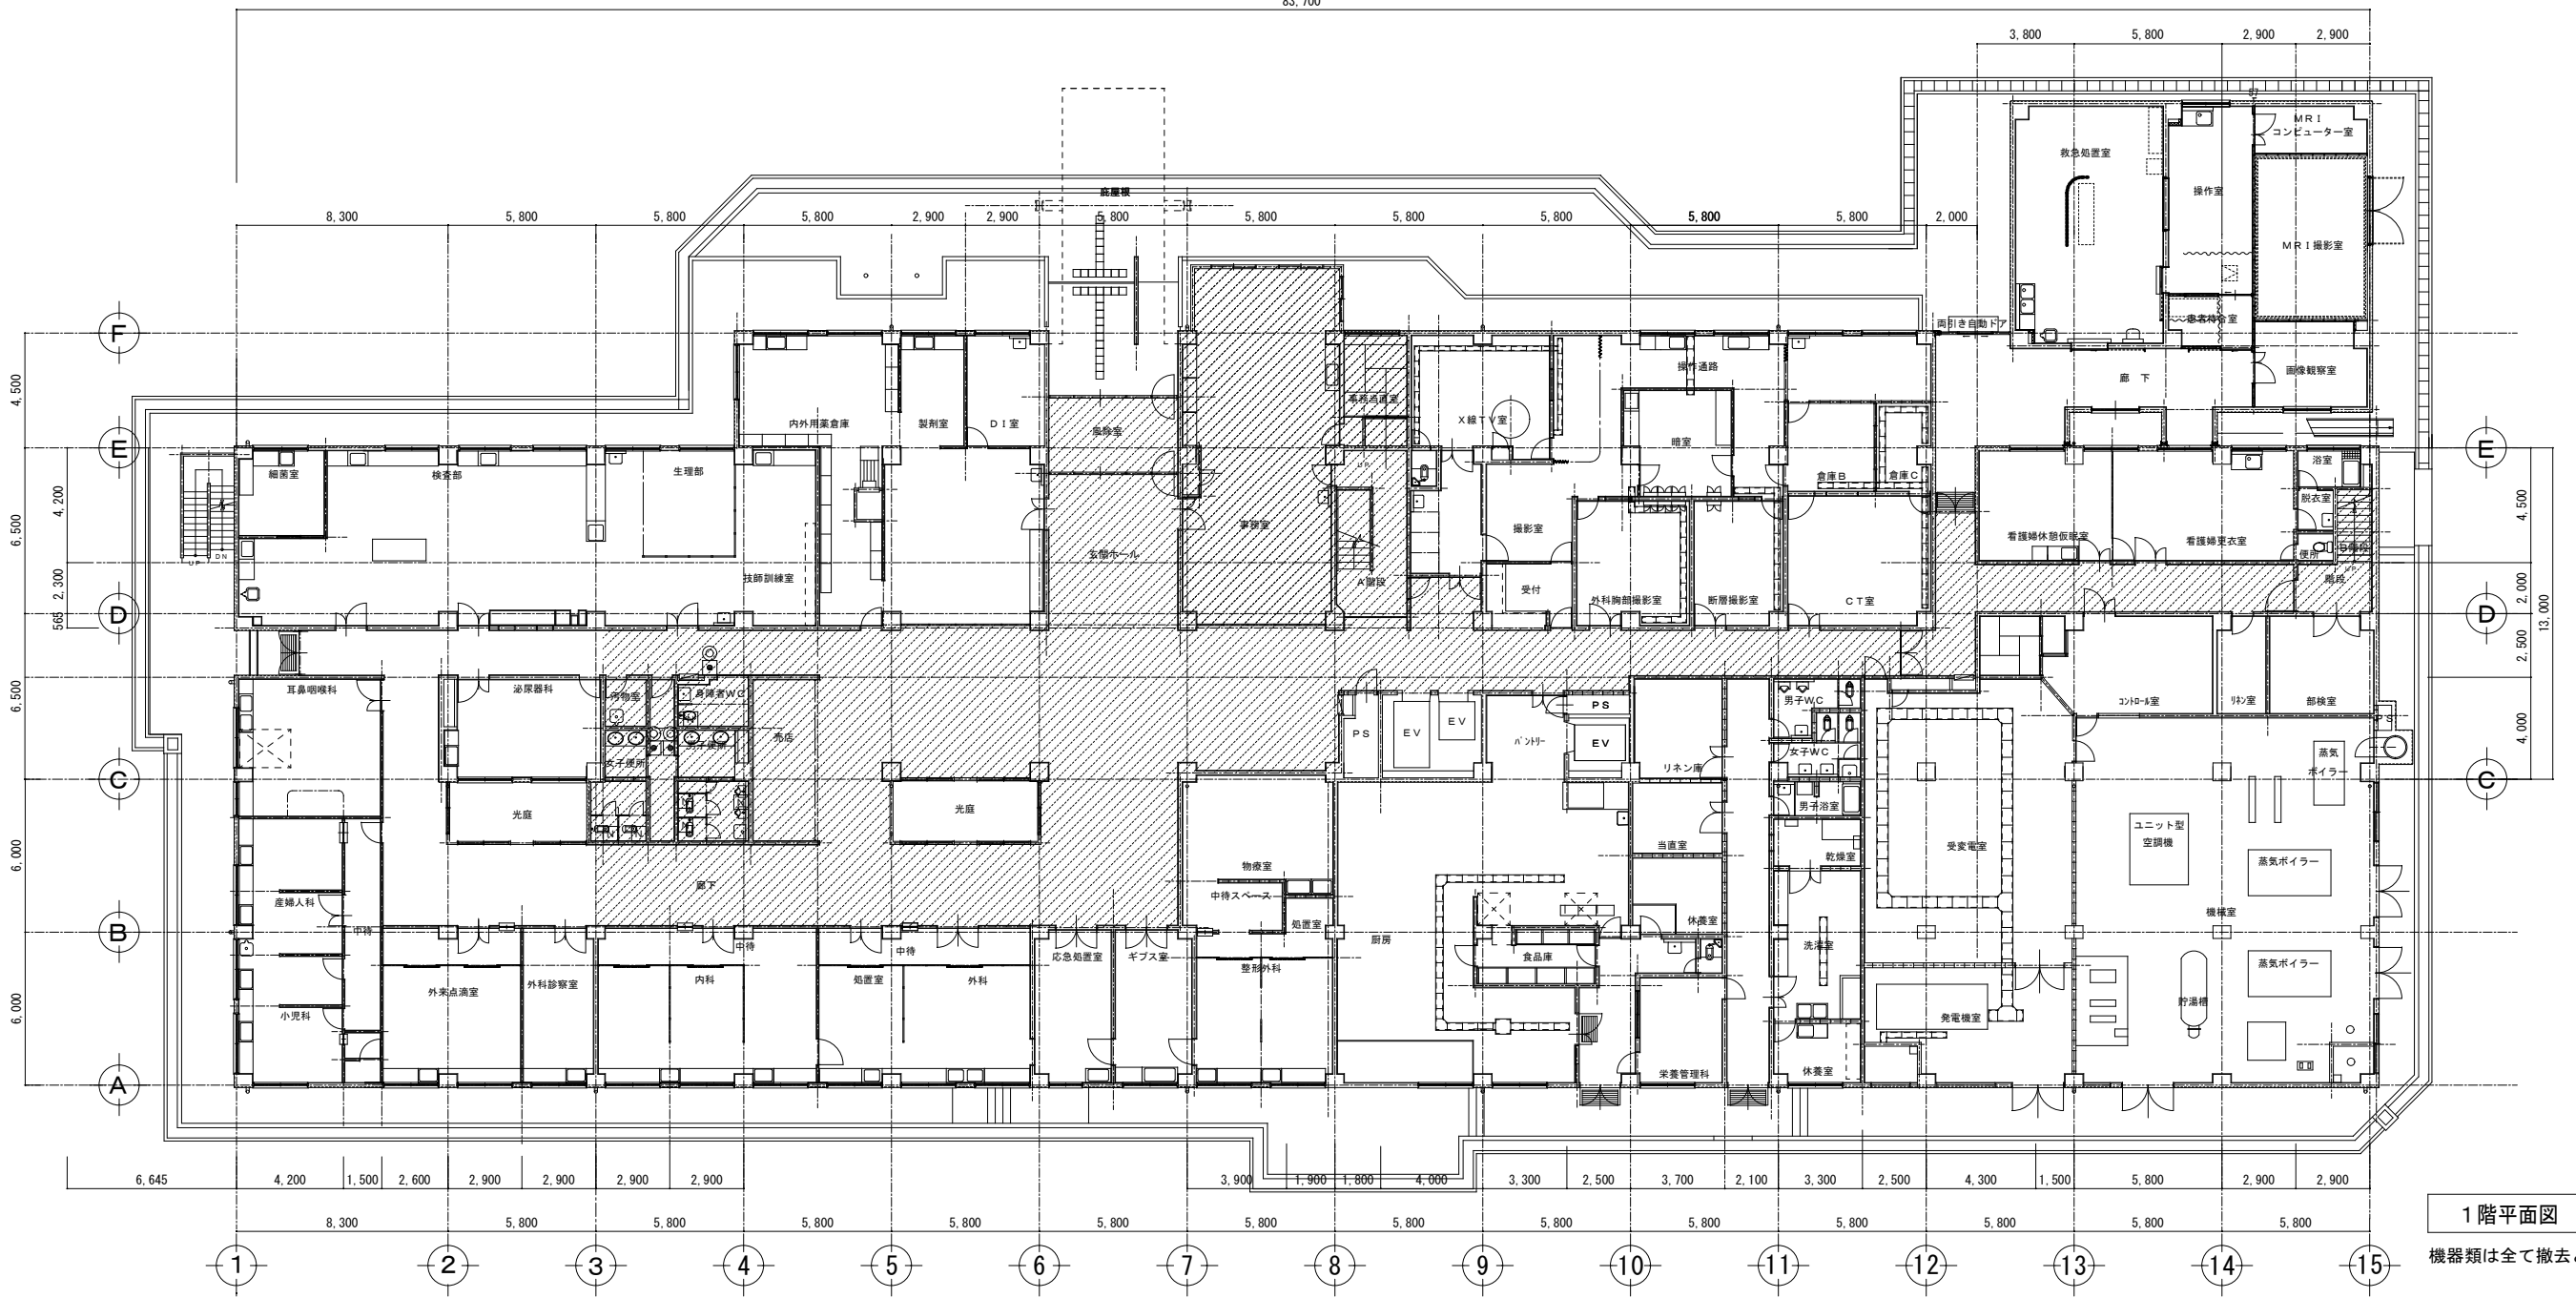 83,700
3,800
5,800
2,900
2,900
MRI
コンピューター室
救急処置室
操作室
MRI撮影室
患者待合室
画像観察室
廊 下
両引き自動ドア
庇屋根
8,300
5,800
5,800
5,800
2,900
2,900
5,800
5,800
5,800
5,800
5,800
5,800
2,000
F
4,500
内外用薬倉庫
製剤室
DI室
風除室
事務当直室
X線TV室
操作通路
暗室
倉庫B
倉庫C
E
E
細菌室
検査部
生理部
UP
浴室
脱衣室
便所
B階段
UP
階段
看護婦休憩仮眠室
看護婦更衣室
4,200
6,500
2,300
565
4,500
2,000
13,000
2,500
4,000
DN
UP
技師訓練室
玄関ホール
事務室
A階段
撮影室
受付
外科胸部撮影室
断層撮影室
CT室
D
D
6,500
耳鼻咽喉科
泌尿器科
汚物室
身障者WC
女子便所
男子便所
売店
PS
EV
EV
パントリー
PS
EV
リネン庫
男子WC
女子WC
コントロール室
リネン室
部検室
PS
蒸気
ボイラー
C
C
光庭
光庭
男子浴室
当直室
乾燥室
受変電室
ユニット型
空調機
蒸気ボイラー
6,000
物療室
中待スペース
処置室
廊下
産婦人科
中待
中待
中待
休養室
厨房
食品庫
洗濯室
機械室
B
応急処置室
ギプス室
整形外科
外来点滴室
外科診察室
内科
処置室
外科
小児科
蒸気ボイラー
貯湯槽
発電機室
6,000
栄養管理科
休養室
A
6,645
4,200
1,500
2,600
2,900
2,900
2,900
2,900
3,900
1,900
1,800
4,000
3,300
2,500
3,700
2,100
3,300
2,500
4,300
1,500
5,800
2,900
2,900
8,300
5,800
5,800
5,800
5,800
5,800
5,800
5,800
5,800
5,800
5,800
5,800
5,800
5,800
1
2
3
4
5
6
7
8
9
10
11
12
13
14
15
1階平面図
機器類は全て撤去